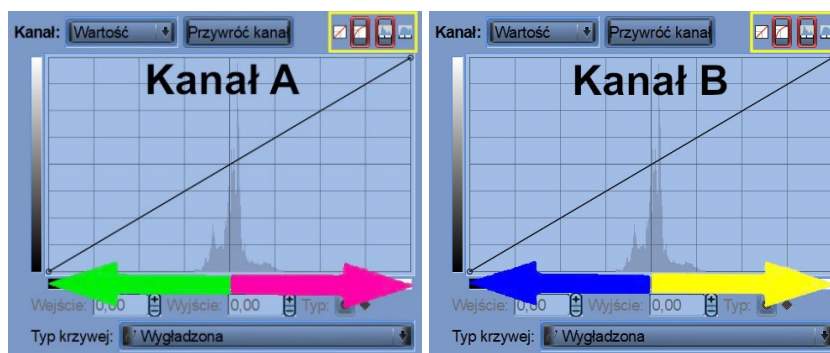 Kanał: Wartość Przywróć kanał
Kanał A
Wejście: 0,00 Wyjście: 0,00 Typ:
Typ krzywej: Wygładzona
Kanał: Wartość Przywróć kanał
Kanał B
Wejście: 0,00 Wyjście: 0,00 Typ:
Typ krzywej: Wygładzona